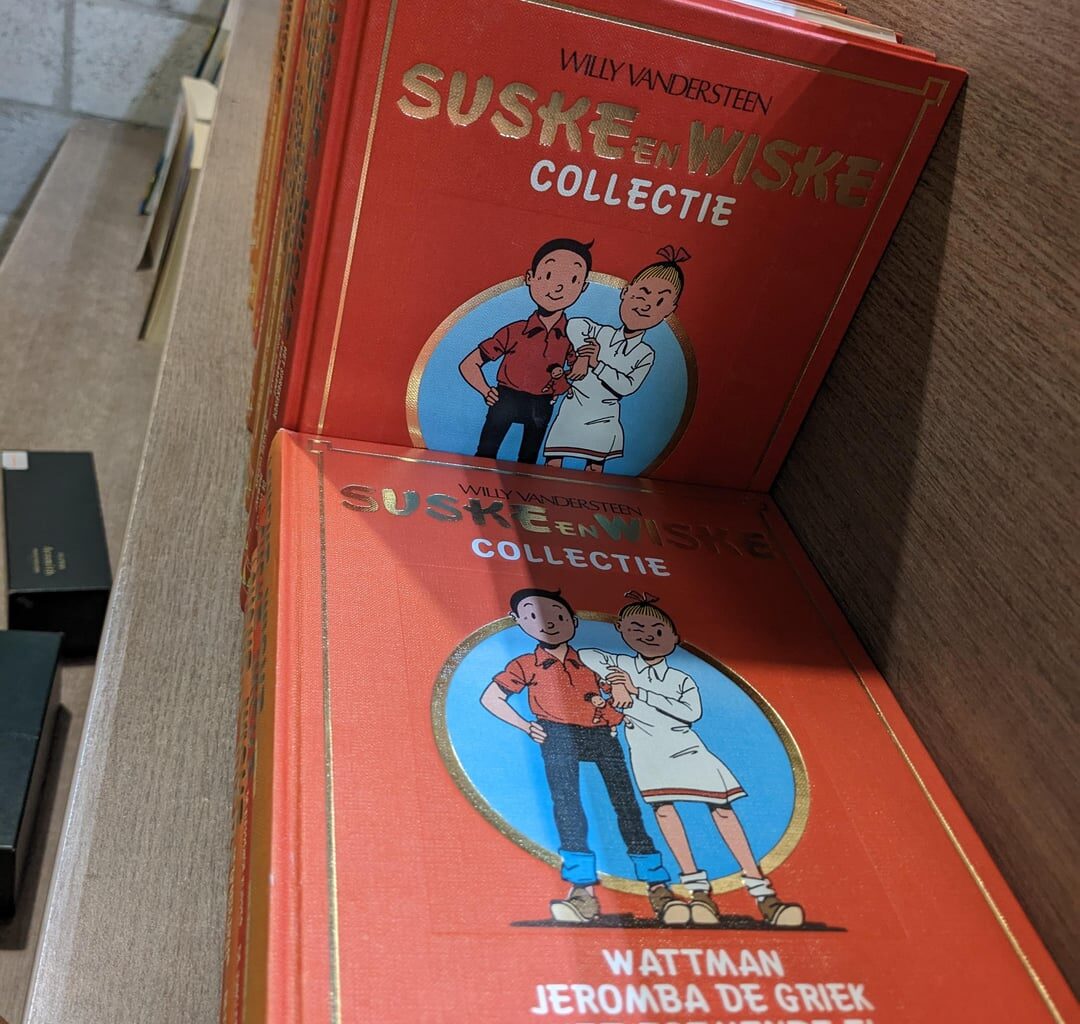 WILLY VANDERSTEEN
SUSKE EN WISKE
COLLECTIE
WILLY VANDERSTEEN
SUSKE EN WISKE
COLLECTIE
WATTMAN
JEROMBA DE GRIEK